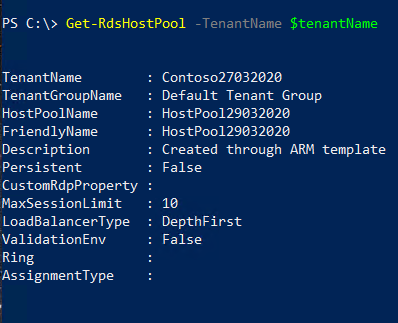 PS C:\> Get-RdsHostPool -TenantName $tenantName
TenantName : Contoso27032020
TenantGroupName : Default Tenant Group
HostPoolName : HostPool29032020
FriendlyName : HostPool29032020
Description : Created through ARM template
Persistent : False
CustomRdpProperty :
MaxSessionLimit : 10
LoadBalancerType : DepthFirst
ValidationEnv : False
Ring :
AssignmentType :